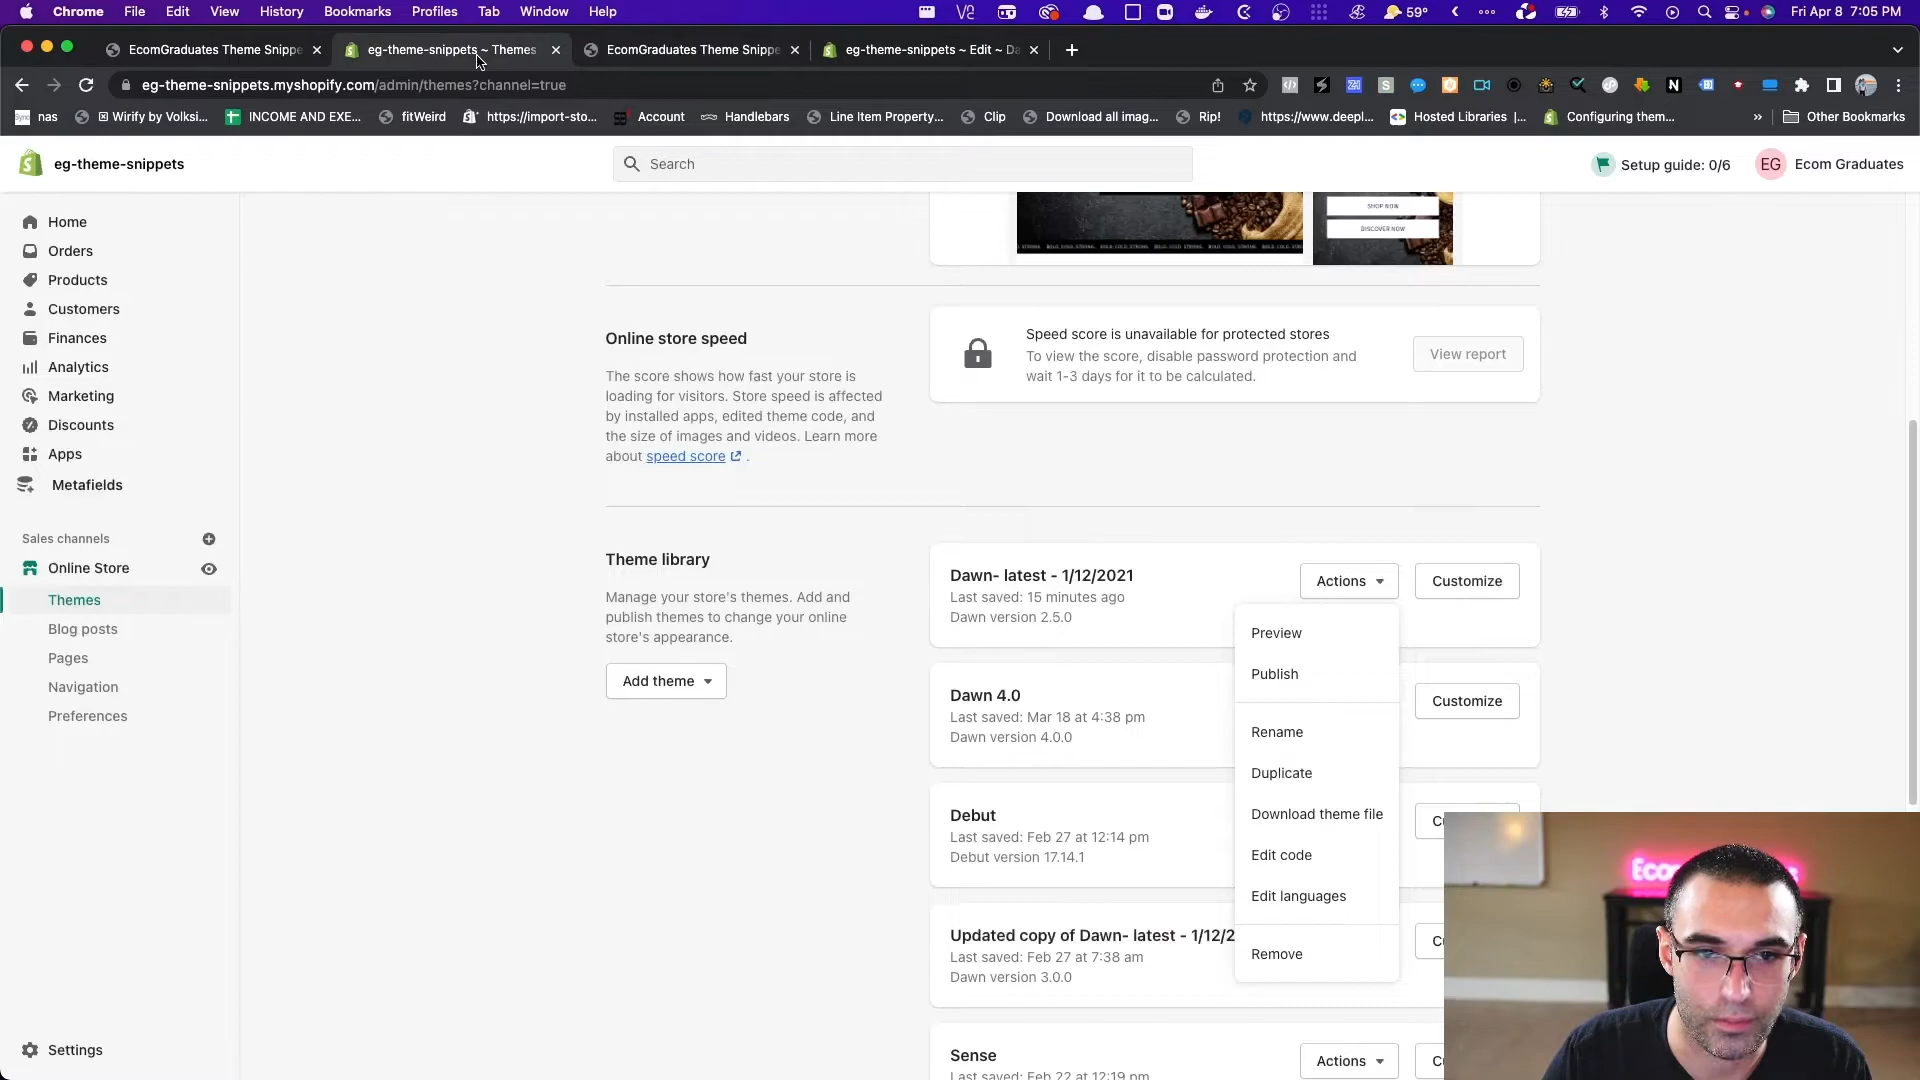 Chrome File Edit View History Bookmarks Profiles Tab Window Help 59° Fri Apr 8 7:05 PM
EcomGraduates Theme Snippe eg-theme-snippets ~ Themes EcomGraduates Theme Snippe eg-theme-snippets ~ Edit ~ Da
eg-theme-snippets.myshopify.com/admin/themes?channel=true
nas Wirify by Volksi... INCOME AND EXE... fitWeird https://import-sto... Account Handlebars Line Item Property... Clip Download all imag... Rip! https://www.deepl... Hosted Libraries |... Configuring them... » Other Bookmarks
eg-theme-snippets Search Setup guide: 0/6 EG Ecom Graduates
Home
Orders
Products
Customers
Finances
Analytics
Marketing
Discounts
Apps
Metafields
Sales channels
Online Store
Themes
Blog posts
Pages
Navigation
Preferences
Settings
SHOP NOW
DISCOVER NOW
Online store speed
The score shows how fast your store is
loading for visitors. Store speed is affected
by installed apps, edited theme code, and
the size of images and videos. Learn more
about speed score .
Speed score is unavailable for protected stores
To view the score, disable password protection and
wait 1-3 days for it to be calculated.
View report
Theme library
Manage your store's themes. Add and
publish themes to change your online
store's appearance.
Add theme
Dawn- latest - 1/12/2021
Last saved: 15 minutes ago
Dawn version 2.5.0
Actions Customize
Preview
Publish
Rename
Duplicate
Download theme file
Edit code
Edit languages
Remove
Dawn 4.0
Last saved: Mar 18 at 4:38 pm
Dawn version 4.0.0
Customize
Debut
Last saved: Feb 27 at 12:14 pm
Debut version 17.14.1
Updated copy of Dawn- latest - 1/12/2
Last saved: Feb 27 at 7:38 am
Dawn version 3.0.0
Sense
Last saved: Feb 22 at 12:19 pm
Actions